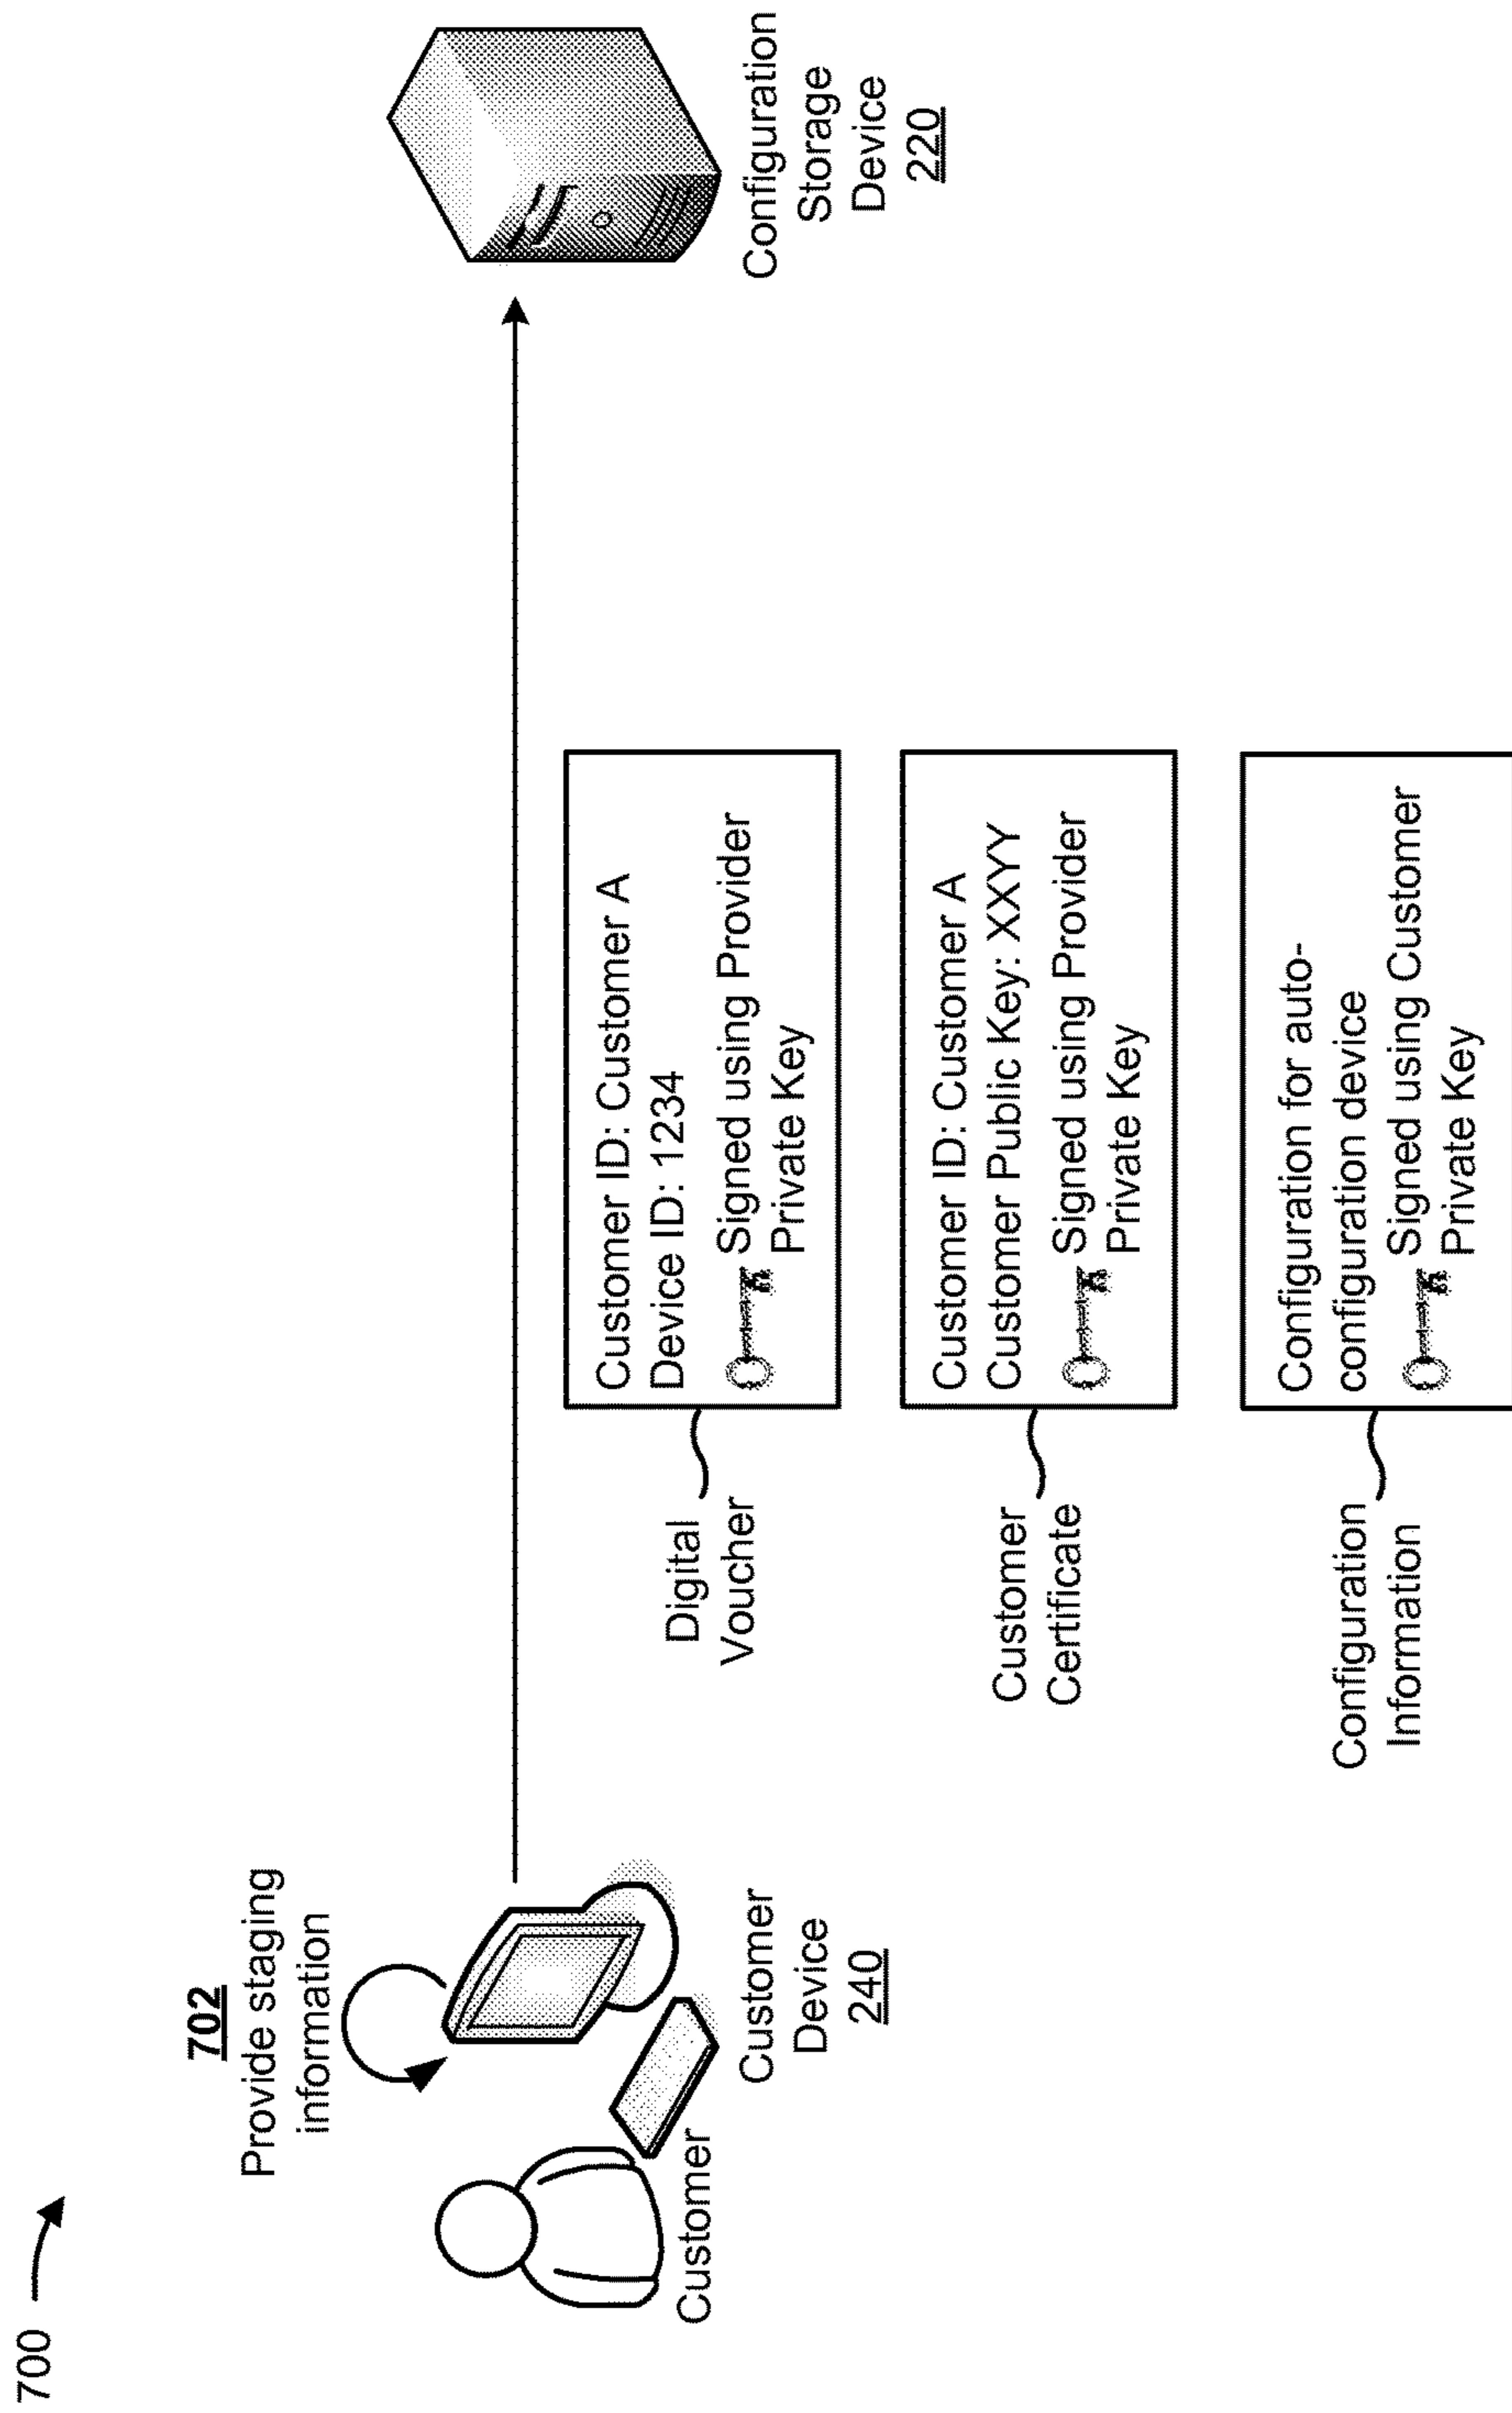 700
702
Provide staging
information
Customer
Customer
Device
240
Configuration
Storage
Device
220
Digital
Voucher
Customer ID: Customer A
Device ID: 1234
Signed using Provider
Private Key
Customer
Certificate
Customer ID: Customer A
Customer Public Key: XXYY
Signed using Provider
Private Key
Configuration
Information
Configuration for auto-
configuration device
Signed using Customer
Private Key